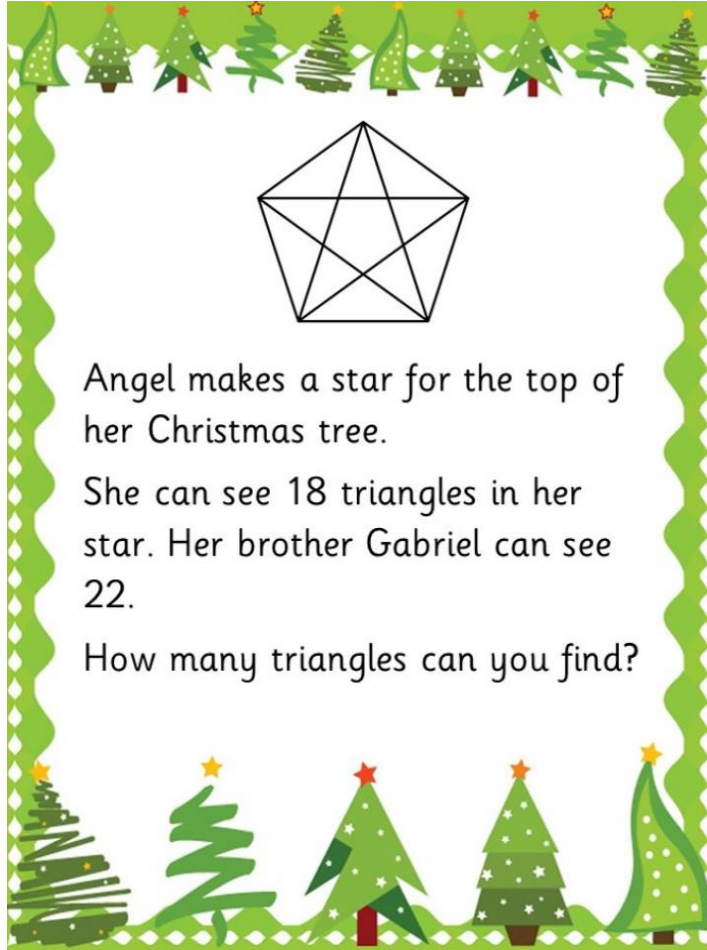 Angel makes a star for the top of
her Christmas tree.
She can see 18 triangles in her
star. Her brother Gabriel can see
22.
How many triangles can you find?